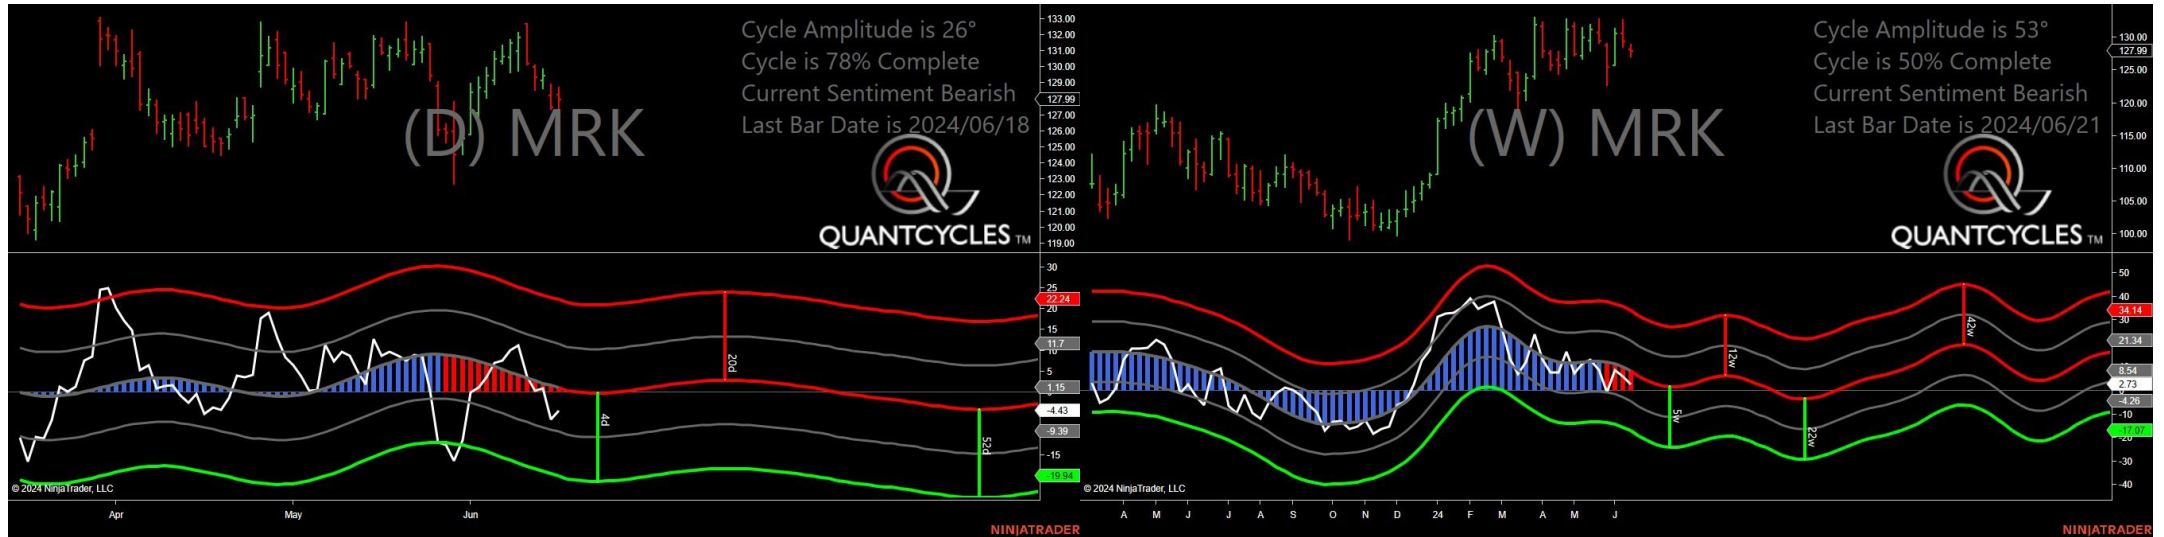 Cycle Amplitude is 26°
Cycle is 78% Complete
Current Sentiment Bearish
Last Bar Date is 2024/06/18
(D) MRK
QUANTCYCLES TM
133.00
132.00
131.00
130.00
129.00
127.99
127.00
126.00
125.00
124.00
123.00
122.00
121.00
120.00
119.00
30
25
22.24
20
15
11.7
10
5
1.15
-4.43
-9.39
-15
-19.94
4d
20d
52d
© 2024 NinjaTrader, LLC
Apr
May
Jun
NINJATRADER
Cycle Amplitude is 53°
Cycle is 50% Complete
Current Sentiment Bearish
Last Bar Date is 2024/06/21
(W) MRK
QUANTCYCLES TM
130.00
127.99
125.00
120.00
115.00
110.00
105.00
100.00
50
40
34.14
30
21.34
8.54
2.73
-4.26
-10
-17.07
-20
-30
-40
5w
12w
22w
42w
© 2024 NinjaTrader, LLC
A M J J A S O N D 24 F M A M J
NINJATRADER